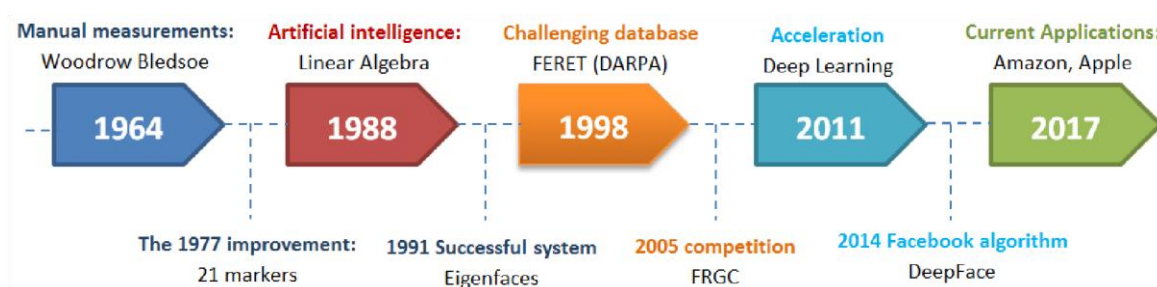 Manual measurements:
Woodrow Bledsoe
1964
Artificial intelligence:
Linear Algebra
1988
Challenging database
FERET (DARPA)
1998
Acceleration
Deep Learning
2011
Current Applications:
Amazon, Apple
2017
The 1977 improvement:
21 markers
1991 Successful system
Eigenfaces
2005 competition
FRGC
2014 Facebook algorithm
DeepFace